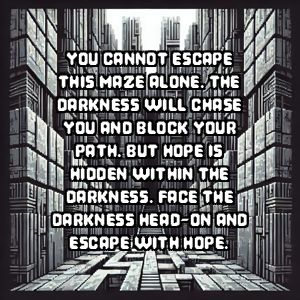 YOU CANNOT ESCAPE
THIS MAZE ALONE. THE
DARKNESS WILL CHASE
YOU AND BLOCK YOUR
PATH. BUT HOPE IS
HIDDEN WITHIN THE
DARKNESS. FACE THE
DARKNESS HEAD-ON AND
ESCAPE WITH HOPE.